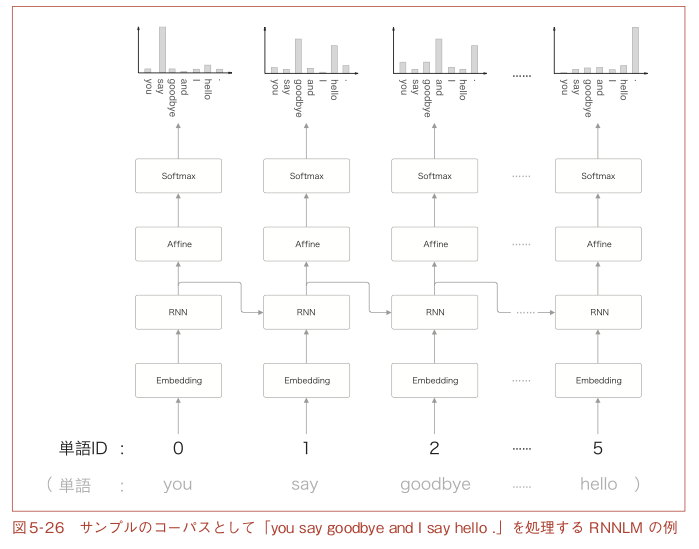 you say goodbye and I hello .
you say goodbye and I hello .
you say goodbye and I hello .
……
you say goodbye and I hello .
Softmax Softmax Softmax …… Softmax
Affine Affine Affine …… Affine
RNN RNN RNN …… RNN
Embedding Embedding Embedding …… Embedding
単語ID : 0 1 2 …… 5
( 単語 : you say goodbye …… hello )
図5-26 サンプルのコーパスとして「you say goodbye and I say hello .」を処理する RNNLM の例